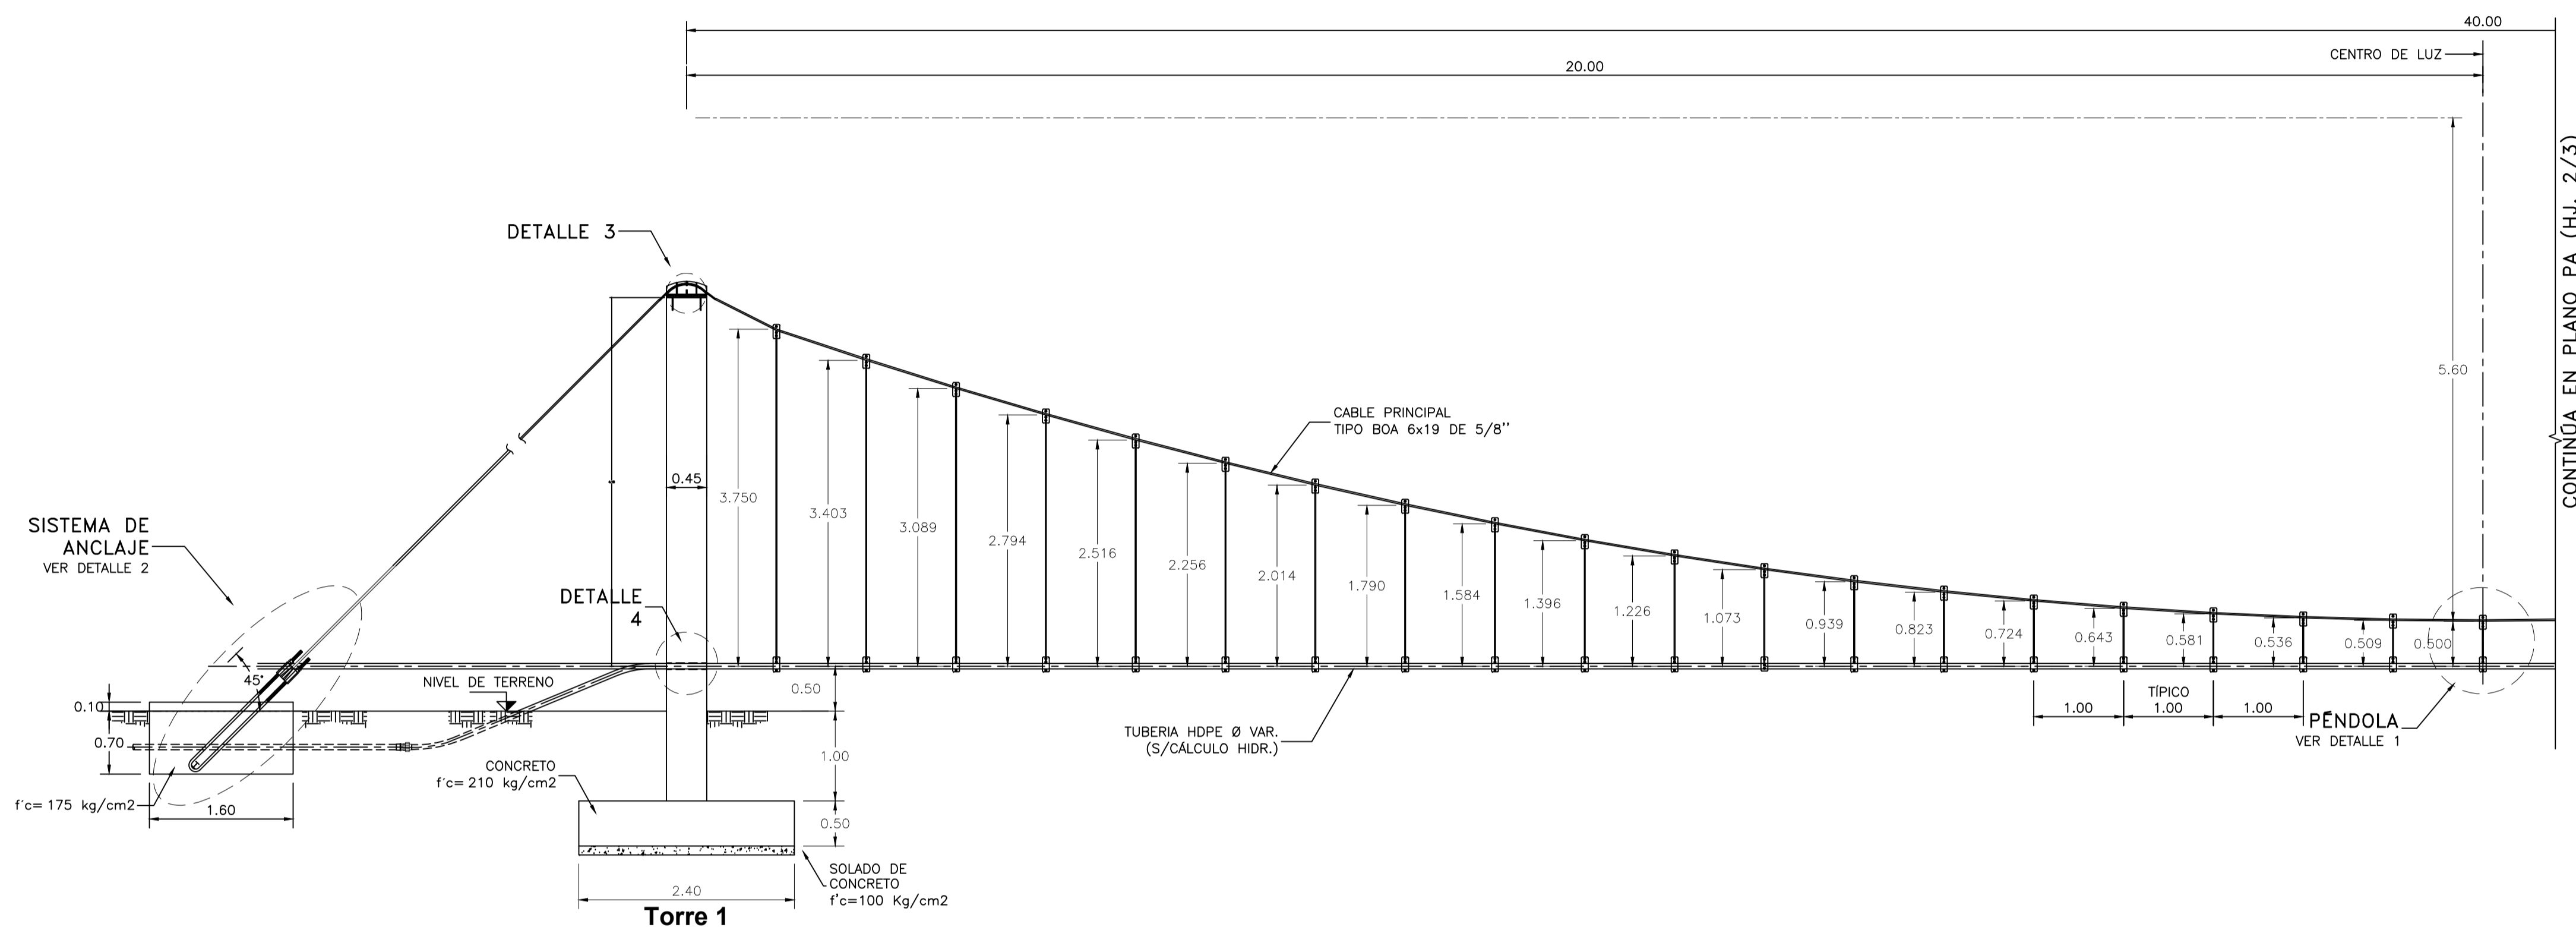 40.00
CENTRO DE LUZ
20.00
CONTINÚA EN PLANO PA (HJ. 2/3)
DETALLE 3
5.60
CABLE PRINCIPAL
TIPO BOA 6x19 DE 5/8''
0.45
3.750
3.403
3.089
2.794
2.516
2.256
2.014
1.790
1.584
1.396
1.226
1.073
0.939
0.823
0.724
0.643
0.581
0.536
0.509
0.500
SISTEMA DE
ANCLAJE
VER DETALLE 2
DETALLE
4
45°
NIVEL DE TERRENO
0.10
0.70
0.50
1.00
0.50
TÍPICO
1.00
1.00
1.00
PÉNDOLA
VER DETALLE 1
TUBERIA HDPE Ø VAR.
(S/CÁLCULO HIDR.)
CONCRETO
f'c= 210 kg/cm2
f'c= 175 kg/cm2
1.60
SOLADO DE
CONCRETO
f'c=100 Kg/cm2
2.40
Torre 1